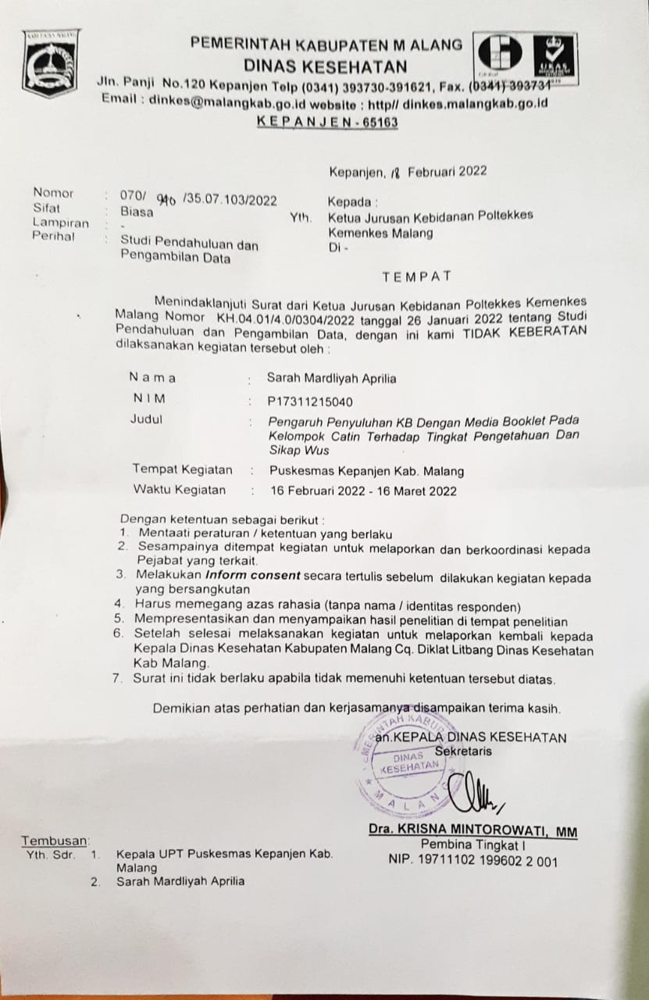 PEMERINTAH KABUPATEN M ALANG
DINAS KESEHATAN
Jln. Panji No.120 Kepanjen Telp (0341) 393730-391621, Fax. (0341) 393731
Email : dinkes@malangkab.go.id website : http// dinkes.malangkab.go.id
KEPANJEN - 65163
UKAS
Kepanjen, 18 Februari 2022
Nomor : 070/ 910 /35.07.103/2022
Sifat : Biasa
Lampiran : -
Perihal : Studi Pendahuluan dan
Pengambilan Data
Kepada :
Yth. Ketua Jurusan Kebidanan Poltekkes
Kemenkes Malang
Di -
TEMPAT
Menindaklanjuti Surat dari Ketua Jurusan Kebidanan Poltekkes Kemenkes
Malang Nomor KH.04.01/4.0/0304/2022 tanggal 26 Januari 2022 tentang Studi
Pendahuluan dan Pengambilan Data, dengan ini kami TIDAK KEBERATAN
dilaksanakan kegiatan tersebut oleh :
N a m a : Sarah Mardliyah Aprilia
N I M : P17311215040
Judul : Pengaruh Penyuluhan KB Dengan Media Booklet Pada
Kelompok Catin Terhadap Tingkat Pengetahuan Dan
Sikap Wus
Tempat Kegiatan : Puskesmas Kepanjen Kab. Malang
Waktu Kegiatan : 16 Februari 2022 - 16 Maret 2022
Dengan ketentuan sebagai berikut :
1. Mentaati peraturan / ketentuan yang berlaku
2. Sesampainya ditempat kegiatan untuk melaporkan dan berkoordinasi kepada
Pejabat yang terkait.
3. Melakukan Inform consent secara tertulis sebelum dilakukan kegiatan kepada
yang bersangkutan
4. Harus memegang azas rahasia (tanpa nama / identitas responden)
5. Mempresentasikan dan menyampaikan hasil penelitian di tempat penelitian
6. Setelah selesai melaksanakan kegiatan untuk melaporkan kembali kepada
Kepala Dinas Kesehatan Kabupaten Malang Cq. Diklat Litbang Dinas Kesehatan
Kab Malang.
7. Surat ini tidak berlaku apabila tidak memenuhi ketentuan tersebut diatas.
Demikian atas perhatian dan kerjasamanya disampaikan terima kasih.
an.KEPALA DINAS KESEHATAN
Sekretaris
DINAS
KESEHATAN
MALANG
Dra. KRISNA MINTOROWATI, MM
Pembina Tingkat I
NIP. 19711102 199602 2 001
Tembusan:
Yth. Sdr. 1. Kepala UPT Puskesmas Kepanjen Kab.
Malang
2. Sarah Mardliyah Aprilia